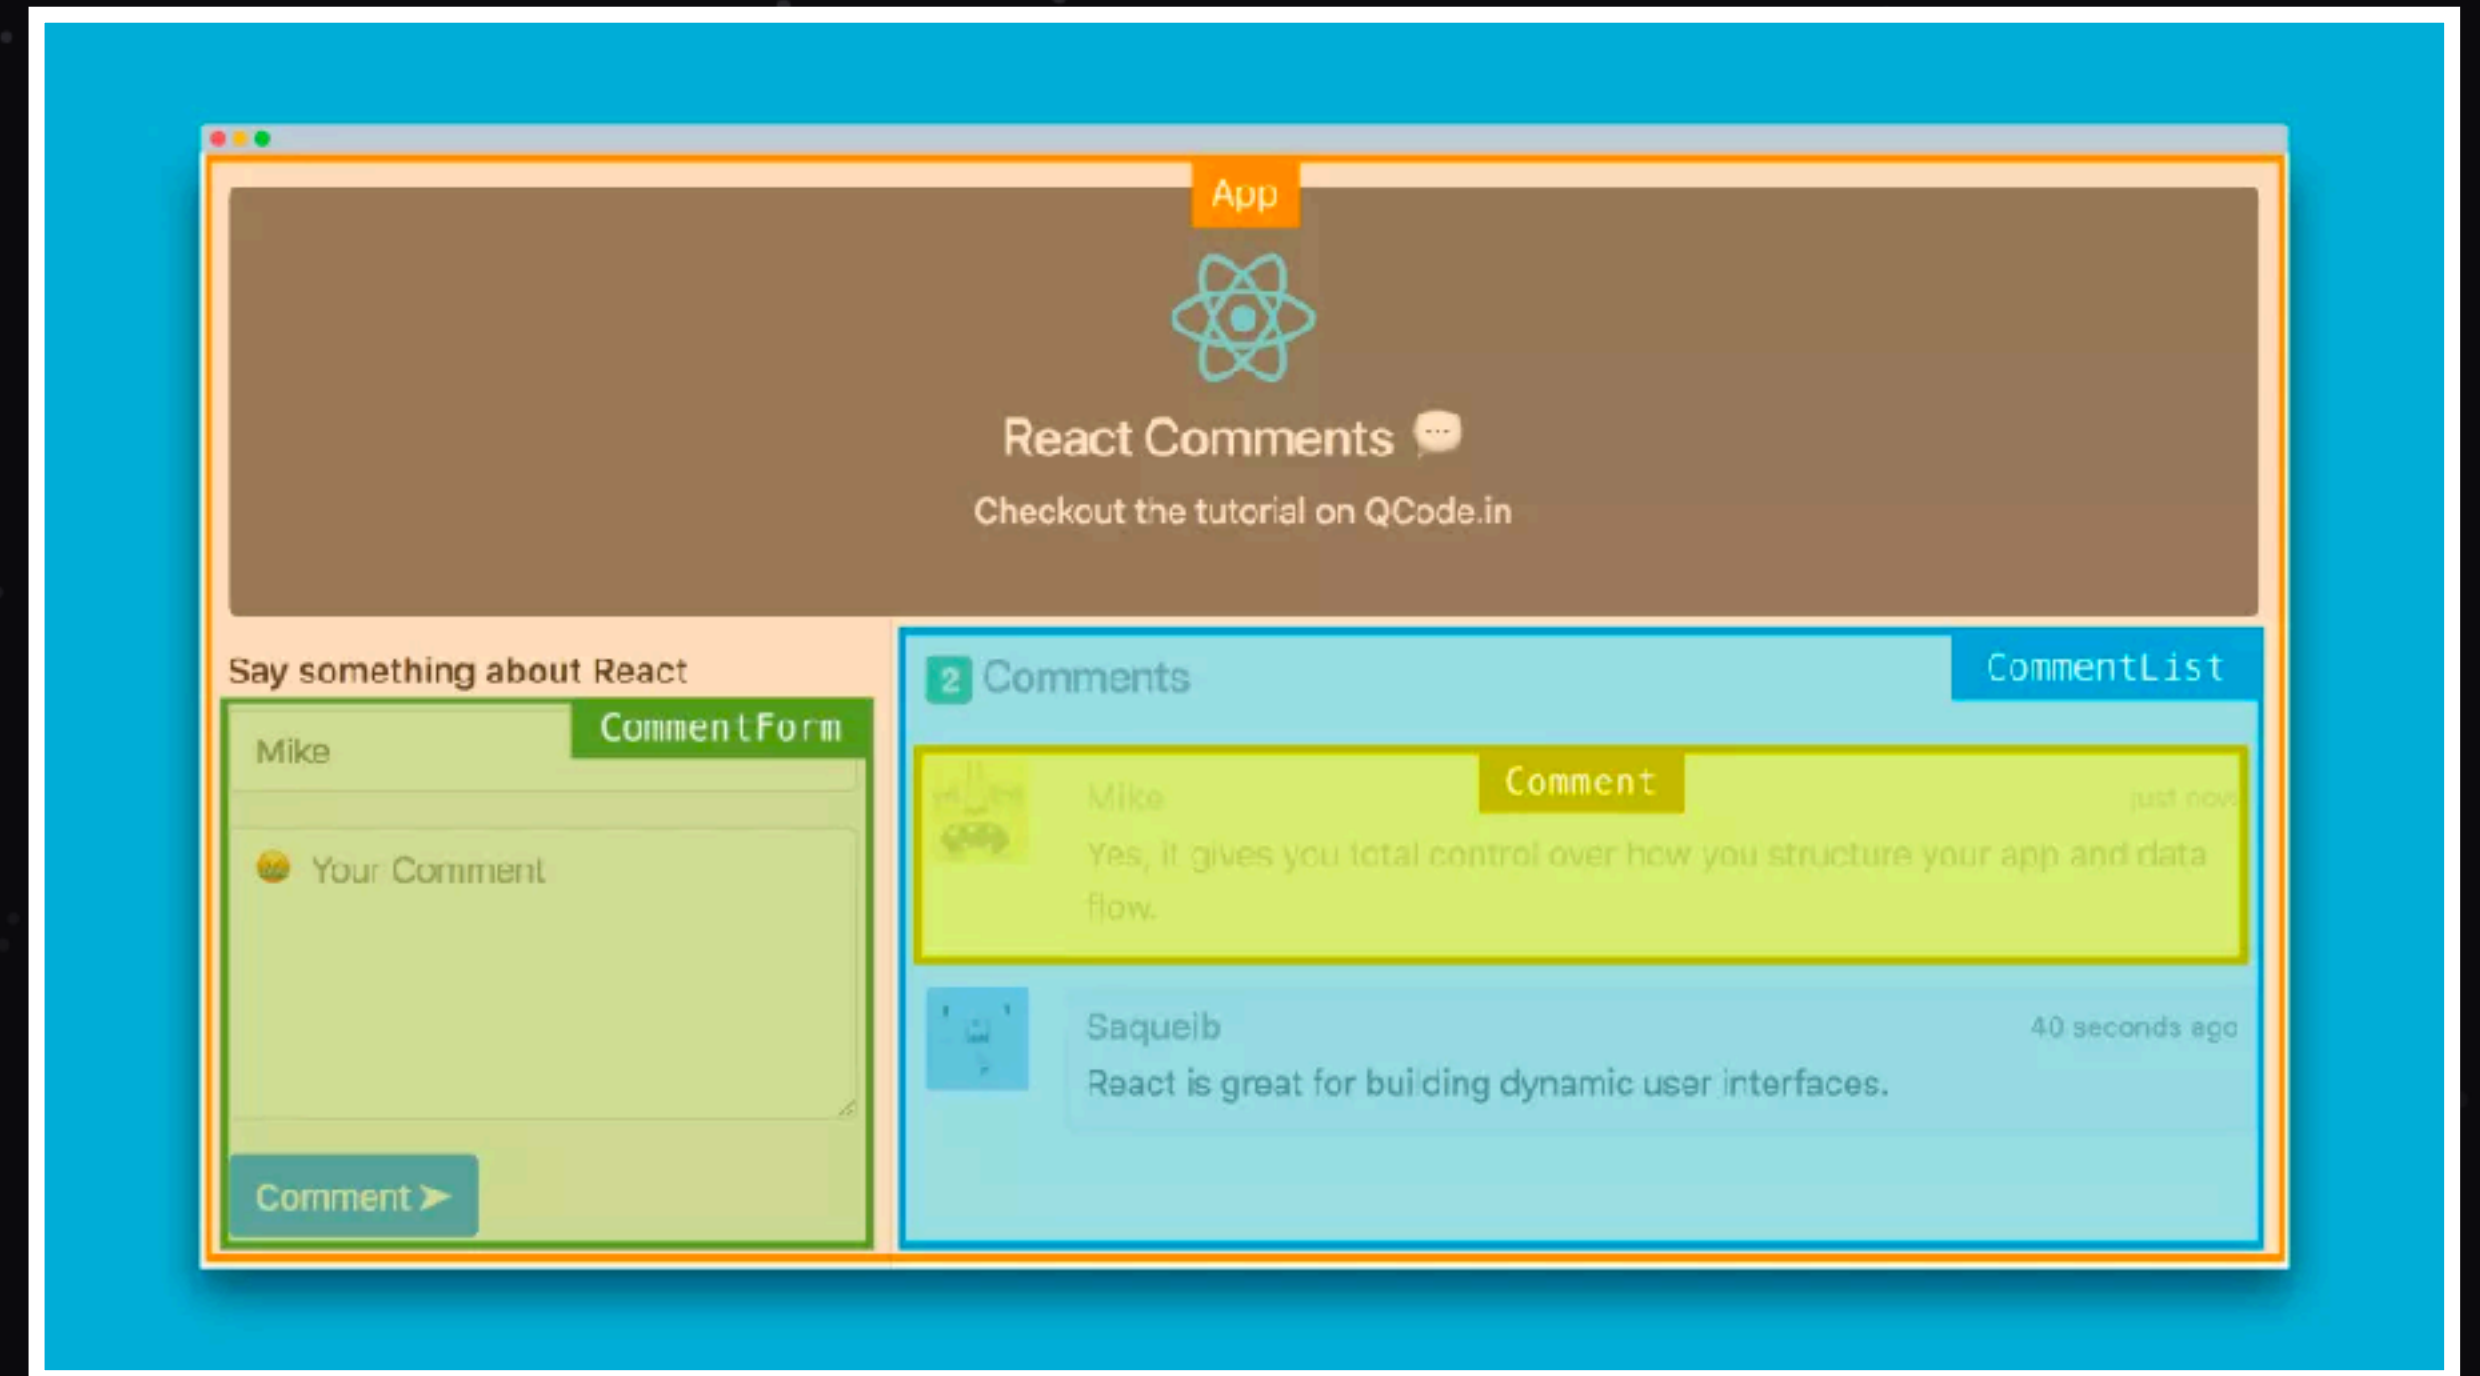 App
React Comments
Checkout the tutorial on QCode.in
Say something about React
CommentForm
Mike
Your Comment
Comment
CommentList
2 Comments
Comment
Mike
just now
Yes, it gives you total control over how you structure your app and data
flow.
Saqueib
40 seconds ago
React is great for building dynamic user interfaces.